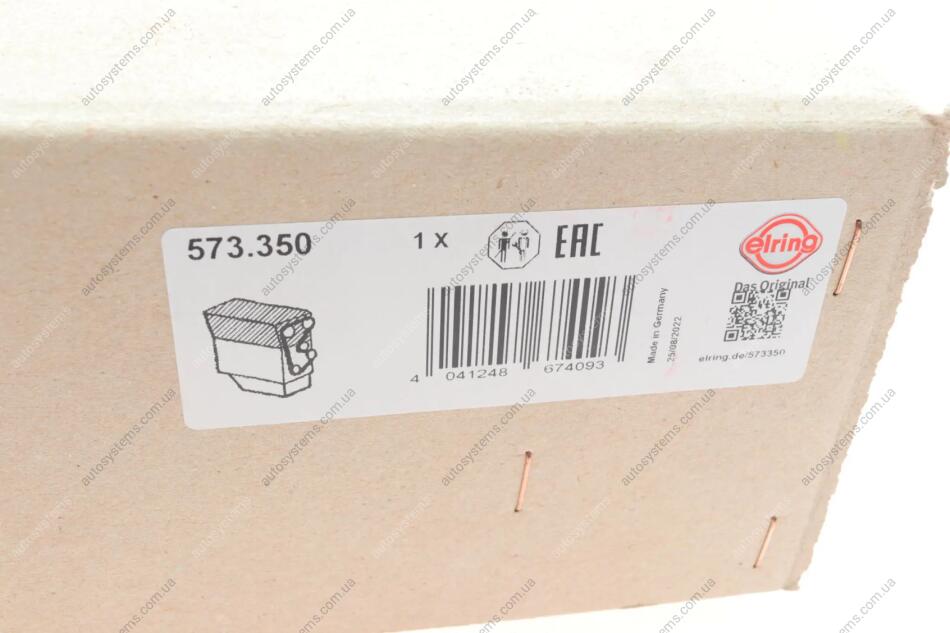 573.350
1 X
EAC
elring
Das Original
elring.de/573350
Made in Germany
25/08/2022
4 041248 674093
autosystems.com.ua